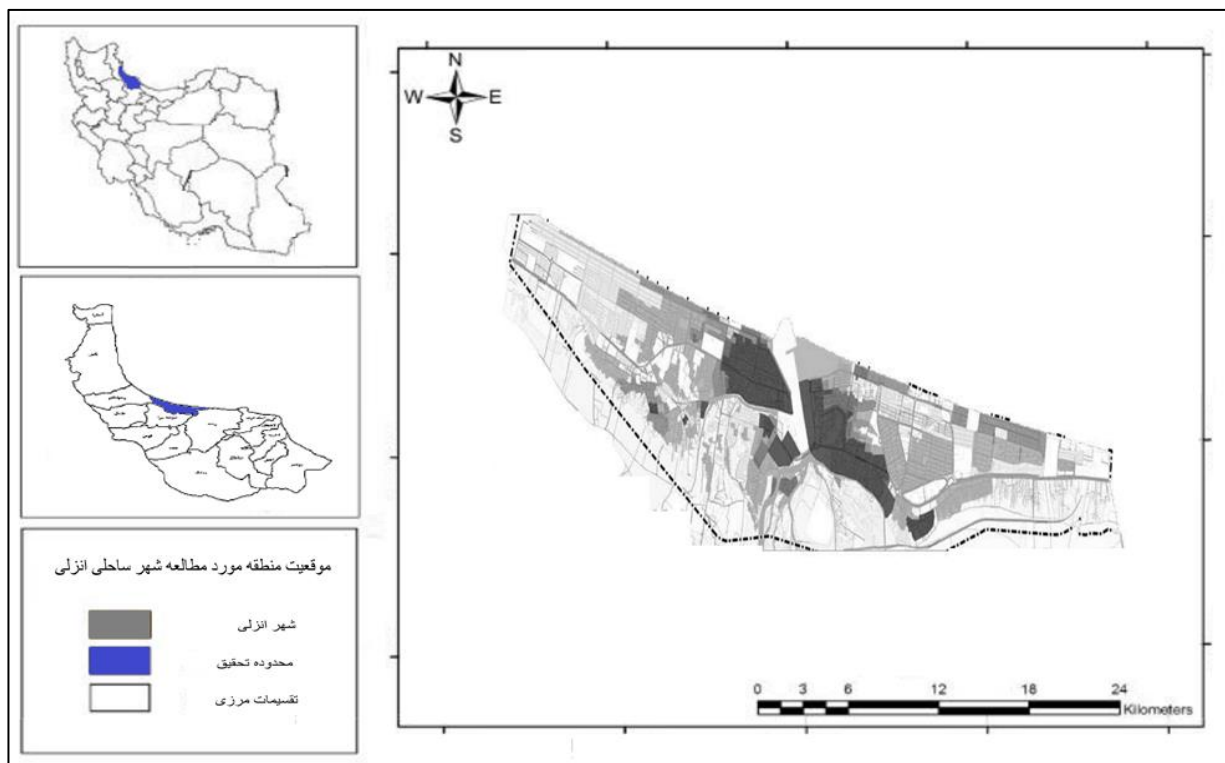 N
W E
S
0 3 6 12 18 24
Kilometers
موقعیت منطقه مورد مطالعه شهر ساحلی انزلی
شهر انزلی
محدوده تحقیق
تقسیمات مرزی